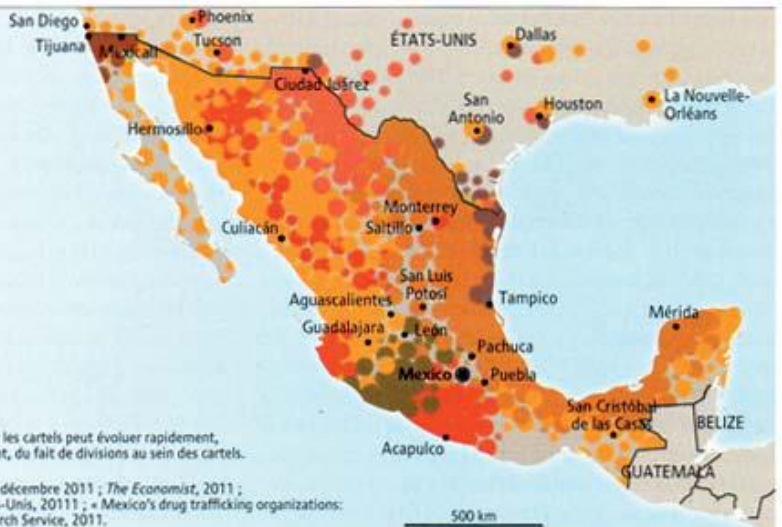 San Diego
Phoenix
Tijuana
Mexicali
Tucson
ÉTATS-UNIS
Dallas
Ciudad Juárez
San
Antonio
Houston
La Nouvelle-
Orléans
Hermosillo
Monterrey
Saltillo
Culiacán
San Luis
Potosí
Tampico
Aguascalientes
Mérida
Guadalajara
León
Pachuca
Mexico
Puebla
San Cristóbal
de las Casas
BELIZE
Acapulco
GUATEMALA
les cartels peut évoluer rapidement,
t, du fait de divisions au sein des cartels.
décembre 2011 ; The Economist, 2011 ;
s-Unis, 20111 ; « Mexico's drug trafficking organizations:
rch Service, 2011.
500 km